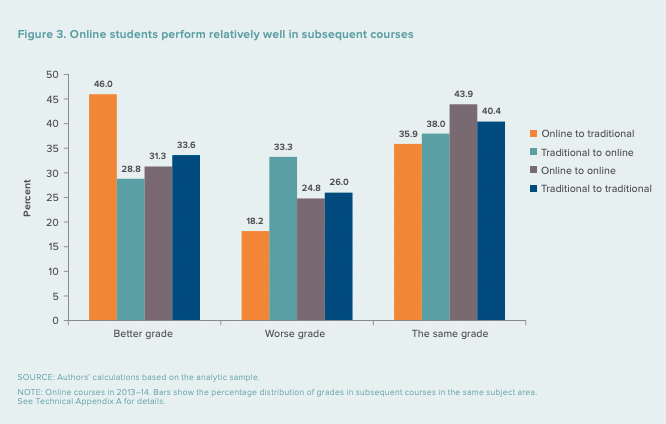 Figure 3. Online students perform relatively well in subsequent courses
Percent
50
45
40
35
30
25
20
15
10
5
0
46.0
28.8
31.3
33.6
18.2
33.3
24.8
26.0
35.9
38.0
43.9
40.4
Better grade
Worse grade
The same grade
Online to traditional
Traditional to online
Online to online
Traditional to traditional
SOURCE: Authors' calculations based on the analytic sample.
NOTE: Online courses in 2013–14. Bars show the percentage distribution of grades in subsequent courses in the same subject area.
See Technical Appendix A for details.